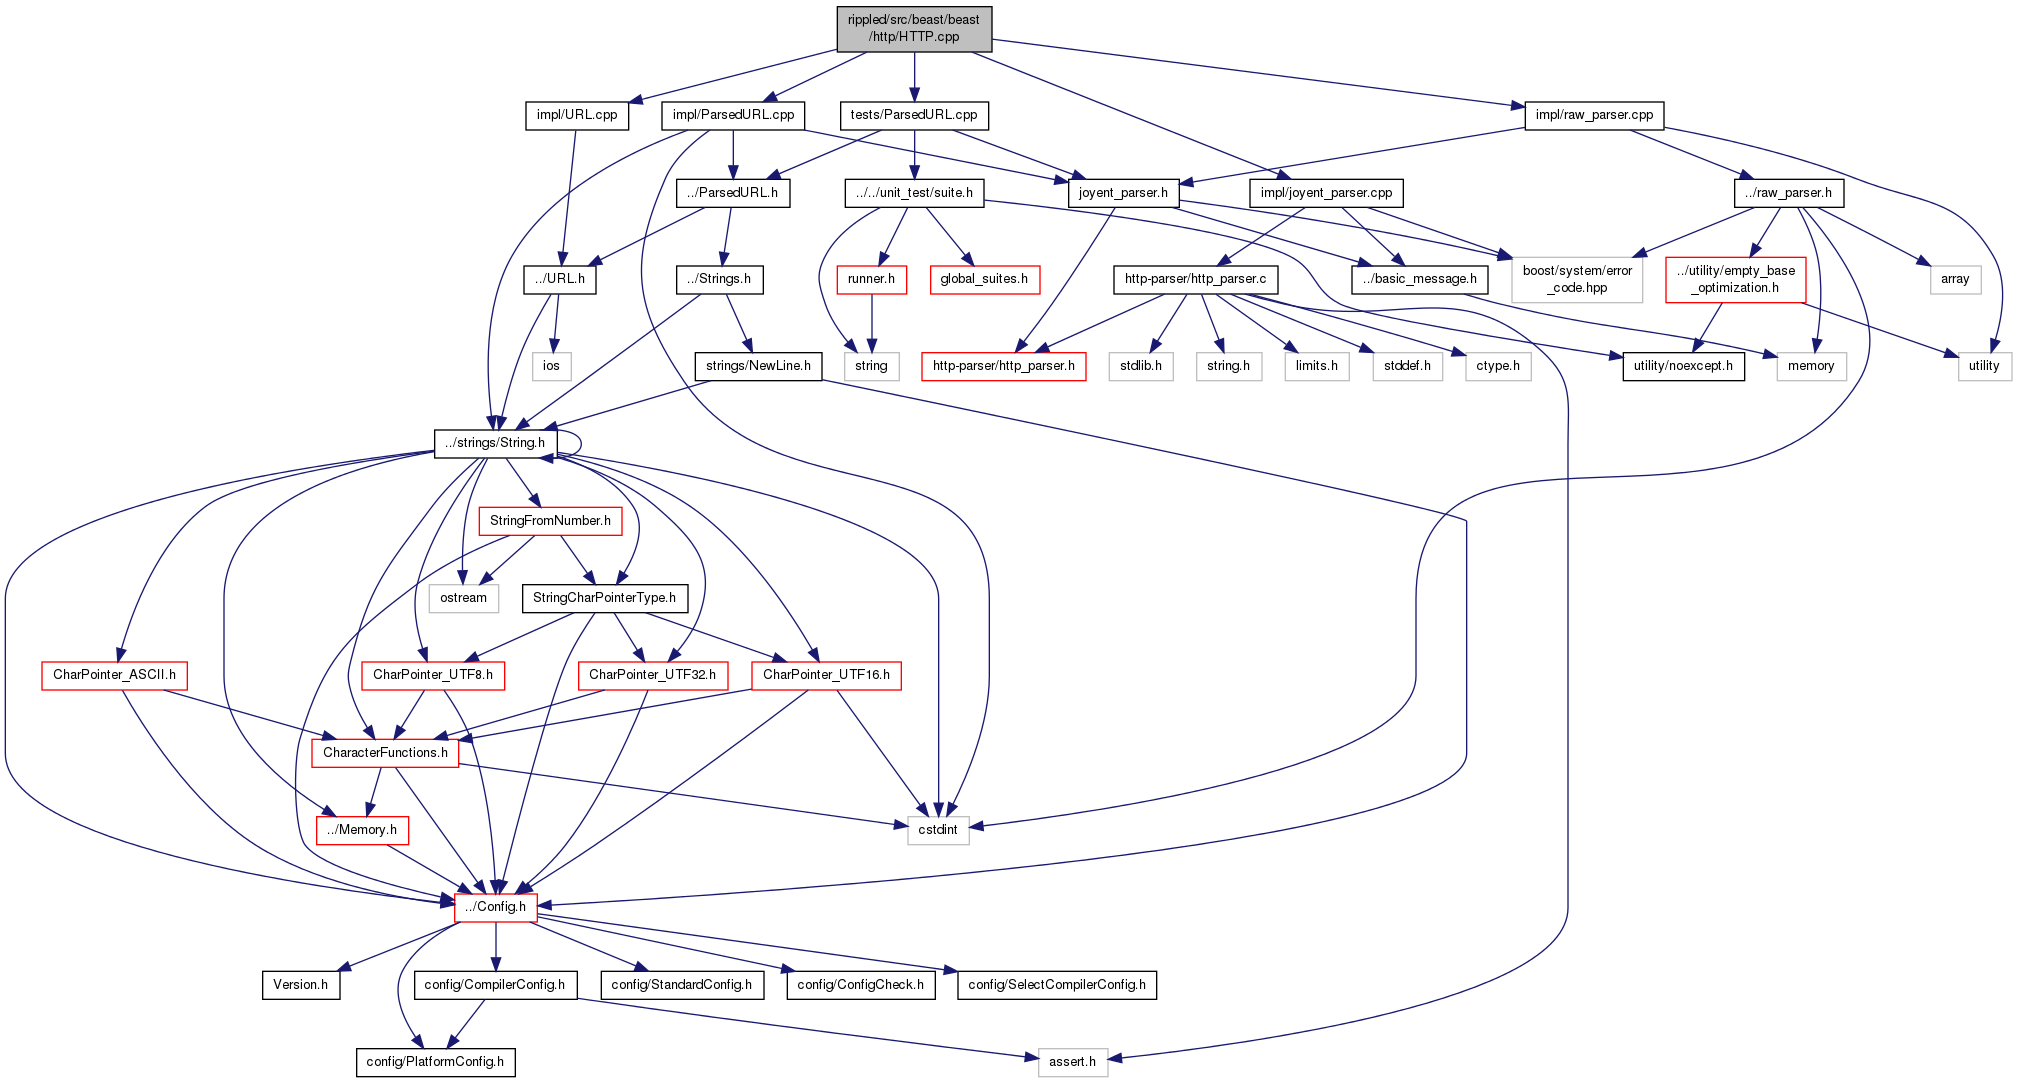 rippled/src/beast/beast
/http/HTTP.cpp
impl/URL.cpp
impl/ParsedURL.cpp
tests/ParsedURL.cpp
impl/raw_parser.cpp
../ParsedURL.h
../../unit_test/suite.h
joyent_parser.h
impl/joyent_parser.cpp
../raw_parser.h
../URL.h
../Strings.h
runner.h
global_suites.h
http-parser/http_parser.c
../basic_message.h
boost/system/error
_code.hpp
../utility/empty_base
_optimization.h
array
ios
strings/NewLine.h
string
http-parser/http_parser.h
stdlib.h
string.h
limits.h
stddef.h
ctype.h
utility/noexcept.h
memory
utility
../strings/String.h
StringFromNumber.h
ostream
StringCharPointerType.h
CharPointer_ASCII.h
CharPointer_UTF8.h
CharPointer_UTF32.h
CharPointer_UTF16.h
CharacterFunctions.h
../Memory.h
cstdint
../Config.h
Version.h
config/CompilerConfig.h
config/StandardConfig.h
config/ConfigCheck.h
config/SelectCompilerConfig.h
config/PlatformConfig.h
assert.h